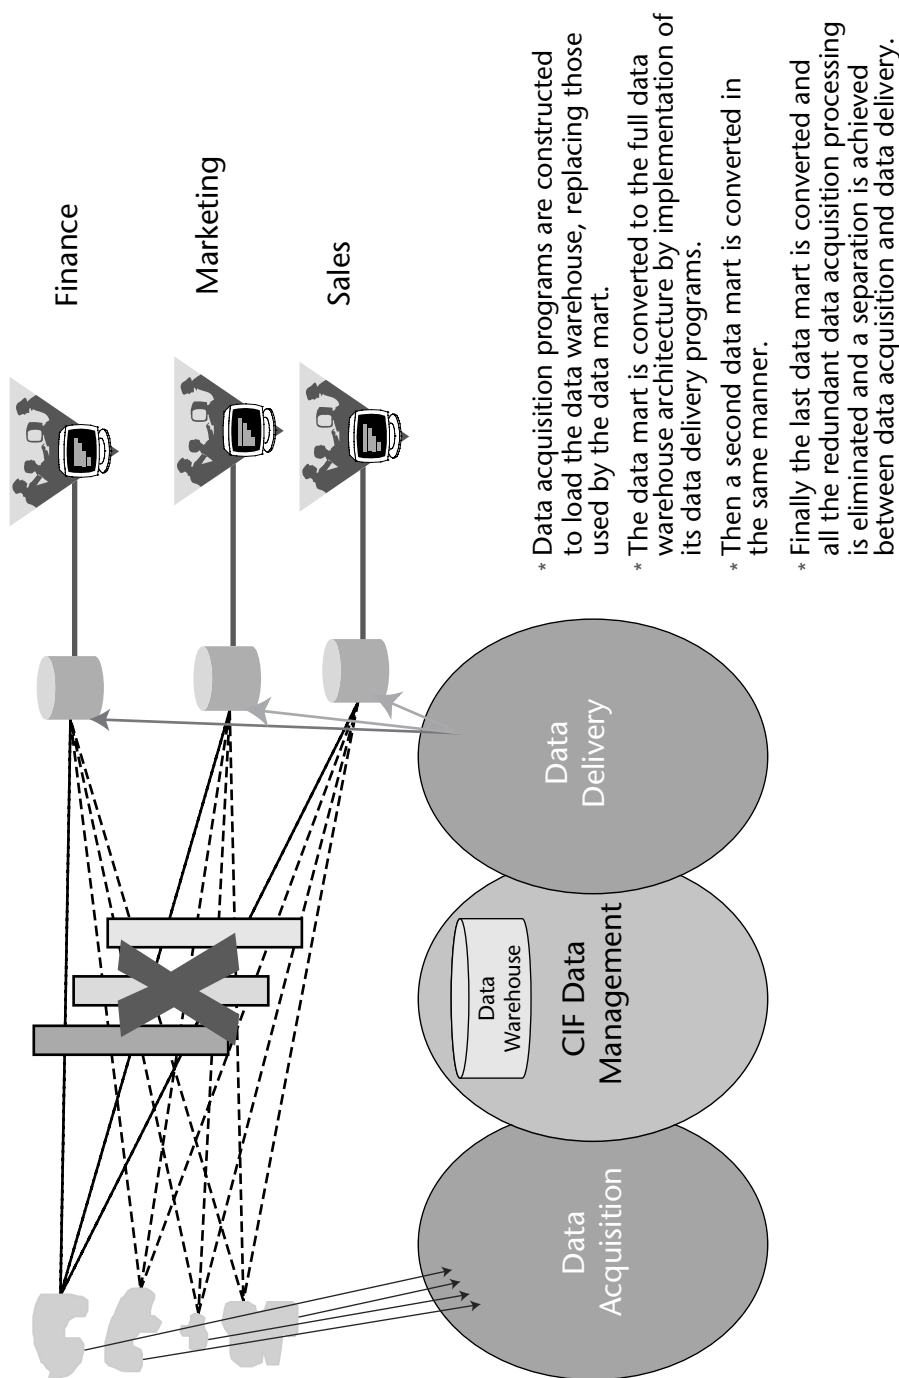 Finance
Marketing
Sales
Data
Acquisition
Data
Warehouse
CIF Data
Management
Data
Delivery
* Data acquisition programs are constructed
to load the data warehouse, replacing those
used by the data mart.
* The data mart is converted to the full data
warehouse architecture by implementation of
its data delivery programs.
* Then a second data mart is converted in
the same manner.
* Finally the last data mart is converted and
all the redundant data acquisition processing
is eliminated and a separation is achieved
between data acquisition and data delivery.